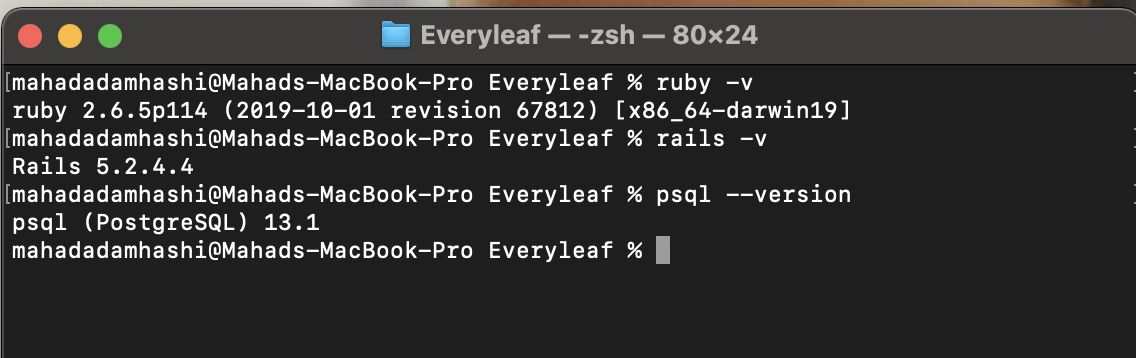 Everyleaf — -zsh — 80×24
[mahadadamhashi@Mahads-MacBook-Pro Everyleaf % ruby -v
ruby 2.6.5p114 (2019-10-01 revision 67812) [x86_64-darwin19]
[mahadadamhashi@Mahads-MacBook-Pro Everyleaf % rails -v
Rails 5.2.4.4
[mahadadamhashi@Mahads-MacBook-Pro Everyleaf % psql --version
psql (PostgreSQL) 13.1
mahadadamhashi@Mahads-MacBook-Pro Everyleaf %